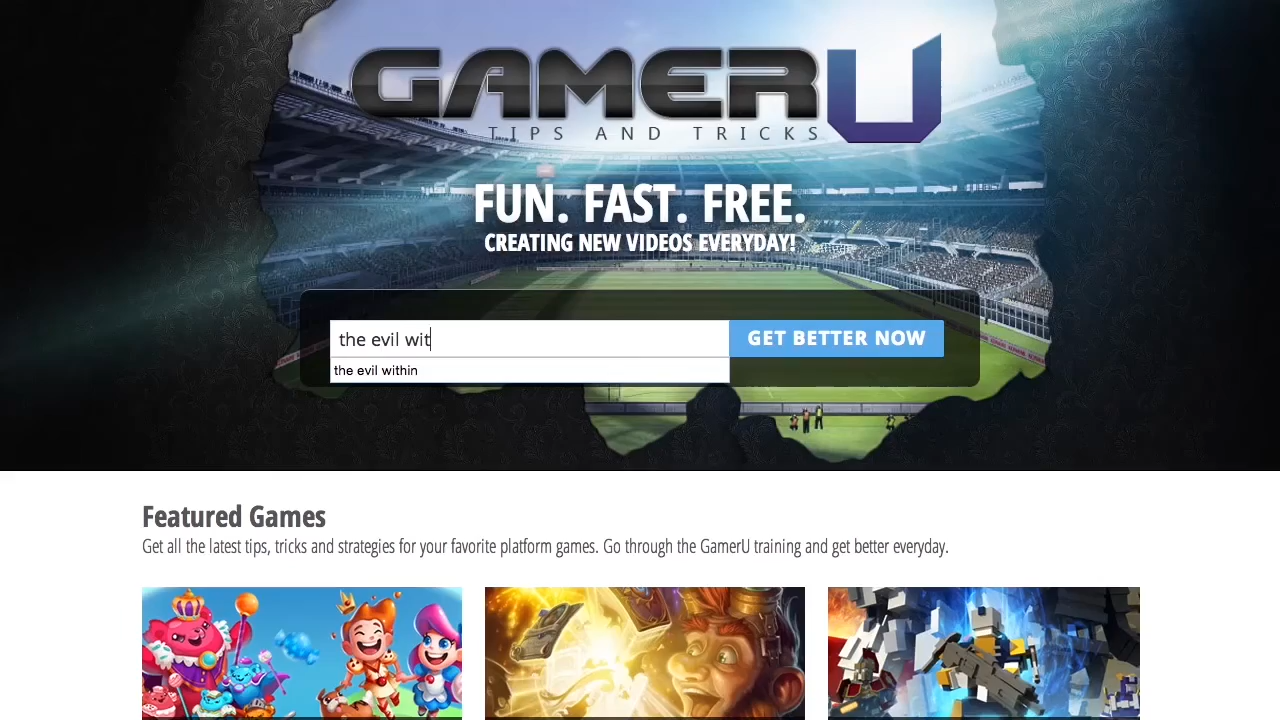 GAMERU
TIPS AND TRICKS
FUN. FAST. FREE.
CREATING NEW VIDEOS EVERYDAY!
the evil wit
GET BETTER NOW
the evil within
Featured Games
Get all the latest tips, tricks and strategies for your favorite platform games. Go through the GamerU training and get better everyday.